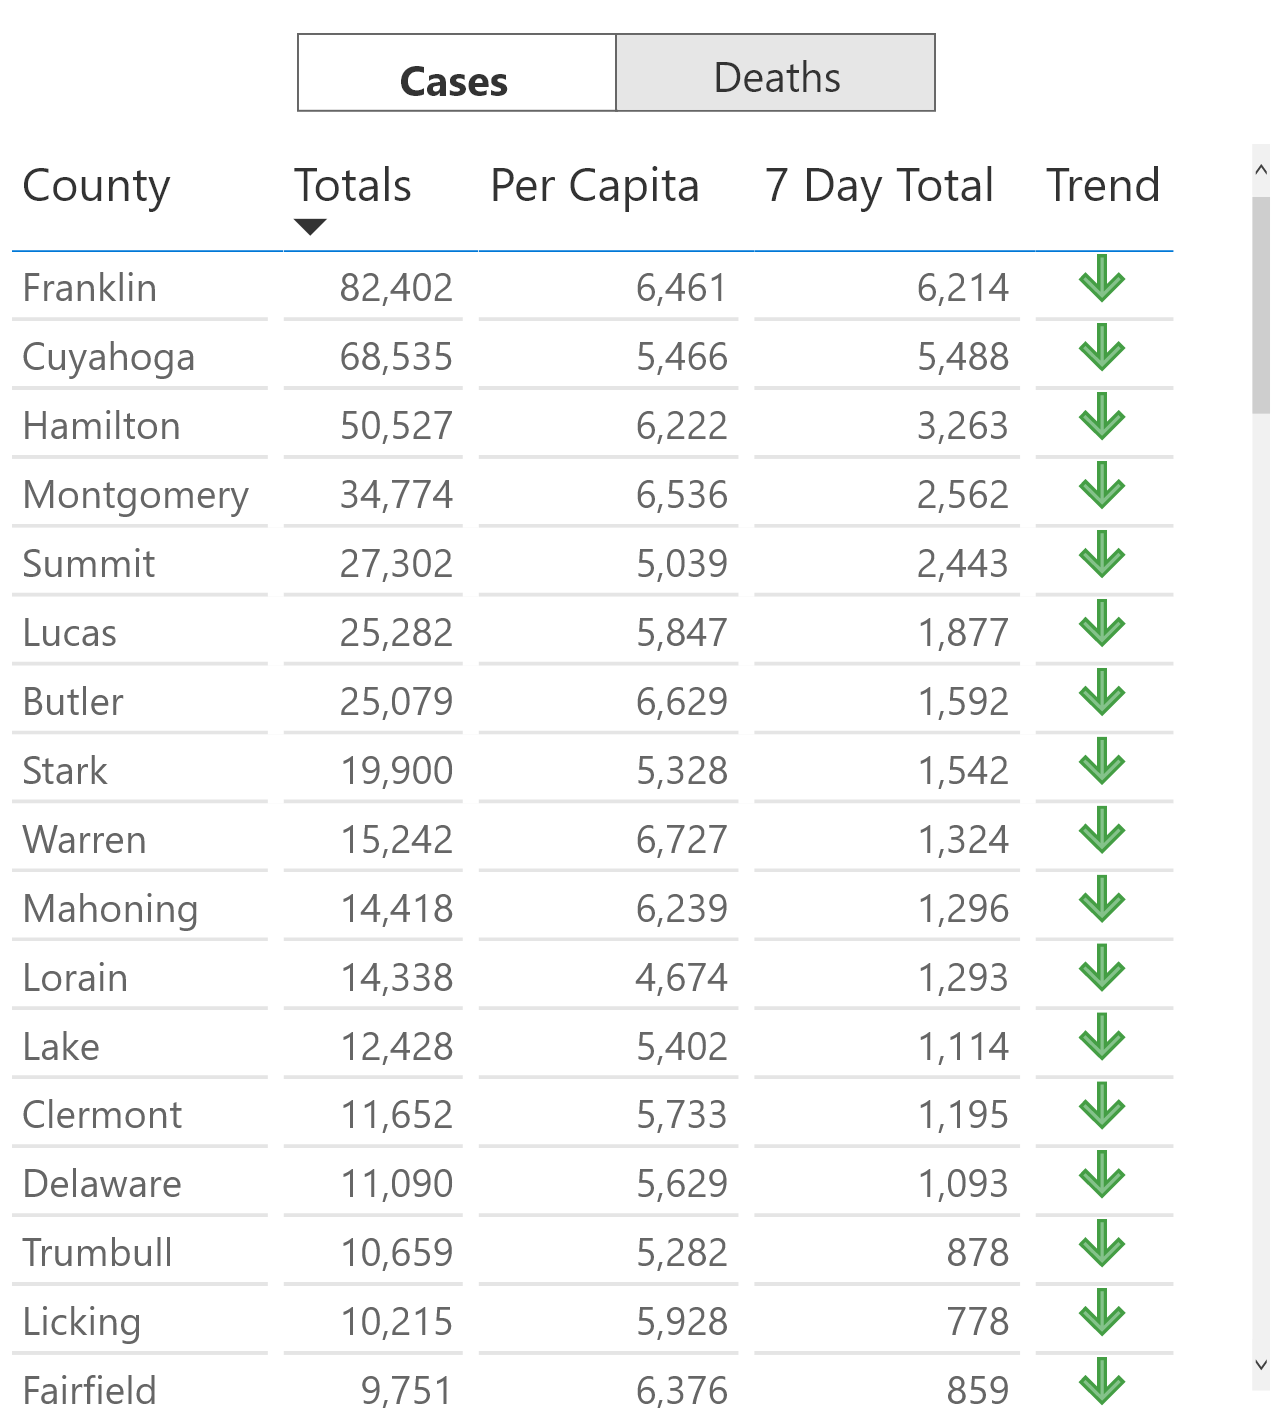 Cases Deaths
County Totals Per Capita 7 Day Total Trend
Franklin 82,402 6,461 6,214
Cuyahoga 68,535 5,466 5,488
Hamilton 50,527 6,222 3,263
Montgomery 34,774 6,536 2,562
Summit 27,302 5,039 2,443
Lucas 25,282 5,847 1,877
Butler 25,079 6,629 1,592
Stark 19,900 5,328 1,542
Warren 15,242 6,727 1,324
Mahoning 14,418 6,239 1,296
Lorain 14,338 4,674 1,293
Lake 12,428 5,402 1,114
Clermont 11,652 5,733 1,195
Delaware 11,090 5,629 1,093
Trumbull 10,659 5,282 878
Licking 10,215 5,928 778
Fairfield 9,751 6,376 859